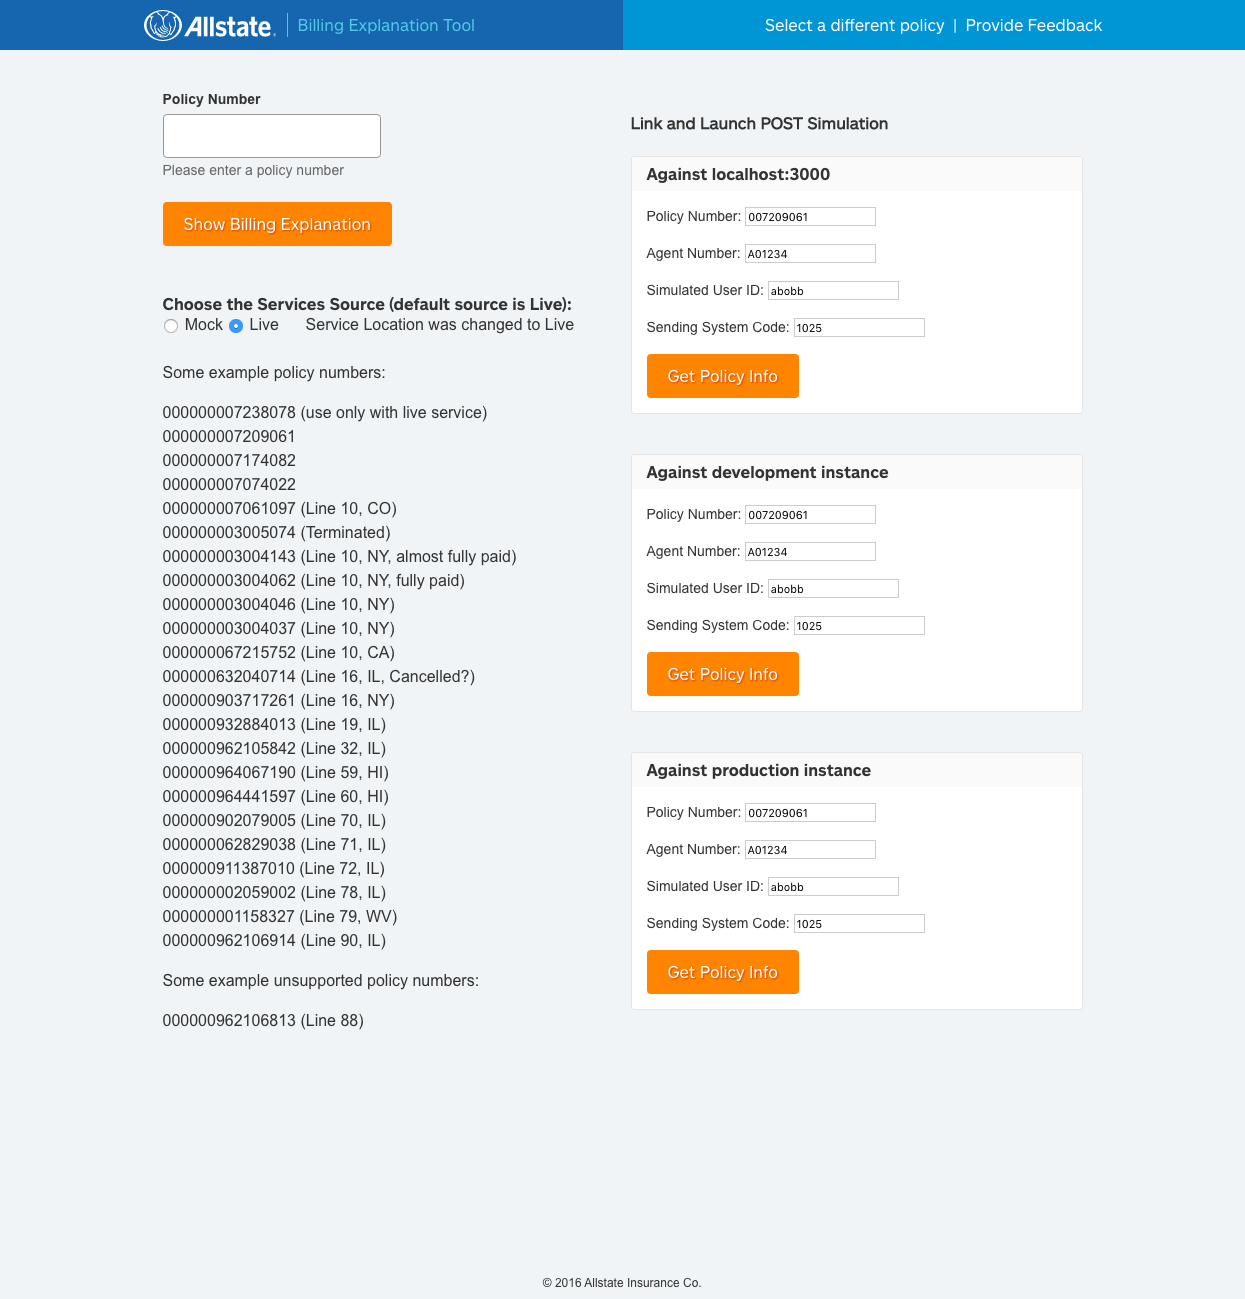 Allstate. Billing Explanation Tool
Select a different policy | Provide Feedback
Policy Number
Please enter a policy number
Show Billing Explanation
Choose the Services Source (default source is Live):
Mock Live Service Location was changed to Live
Some example policy numbers:
000000007238078 (use only with live service)
000000007209061
000000007174082
000000007074022
000000007061097 (Line 10, CO)
000000003005074 (Terminated)
000000003004143 (Line 10, NY, almost fully paid)
000000003004062 (Line 10, NY, fully paid)
000000003004046 (Line 10, NY)
000000003004037 (Line 10, NY)
000000067215752 (Line 10, CA)
000000632040714 (Line 16, IL, Cancelled?)
000000903717261 (Line 16, NY)
000000932884013 (Line 19, IL)
000000962105842 (Line 32, IL)
000000964067190 (Line 59, HI)
000000964441597 (Line 60, HI)
000000902079005 (Line 70, IL)
000000062829038 (Line 71, IL)
000000911387010 (Line 72, IL)
000000002059002 (Line 78, IL)
000000001158327 (Line 79, WV)
000000962106914 (Line 90, IL)
Some example unsupported policy numbers:
000000962106813 (Line 88)
Link and Launch POST Simulation
Against localhost:3000
Policy Number: 007209061
Agent Number: A01234
Simulated User ID: abobb
Sending System Code: 1025
Get Policy Info
Against development instance
Policy Number: 007209061
Agent Number: A01234
Simulated User ID: abobb
Sending System Code: 1025
Get Policy Info
Against production instance
Policy Number: 007209061
Agent Number: A01234
Simulated User ID: abobb
Sending System Code: 1025
Get Policy Info
© 2016 Allstate Insurance Co.